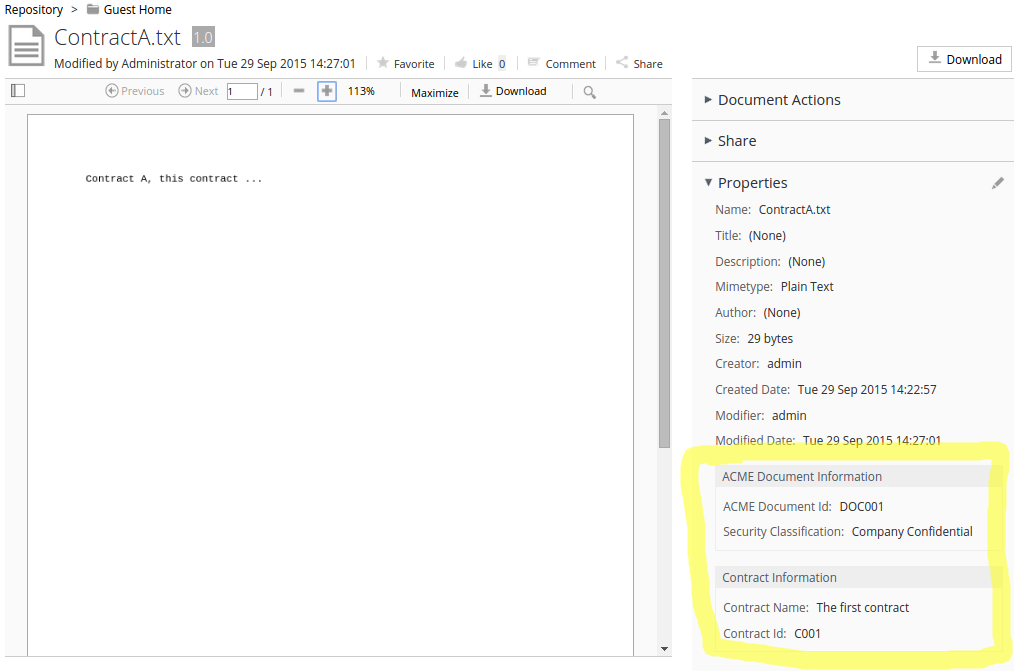 Repository > Guest Home
ContractA.txt 1.0
Modified by Administrator on Tue 29 Sep 2015 14:27:01 Favorite Like 0 Comment Share
Download
Previous Next 1 / 1 113% Maximize Download
Contract A, this contract ...
Document Actions
Share
Properties
Name: ContractA.txt
Title: (None)
Description: (None)
Mimetype: Plain Text
Author: (None)
Size: 29 bytes
Creator: admin
Created Date: Tue 29 Sep 2015 14:22:57
Modifier: admin
Modified Date: Tue 29 Sep 2015 14:27:01
ACME Document Information
ACME Document Id: DOC001
Security Classification: Company Confidential
Contract Information
Contract Name: The first contract
Contract Id: C001